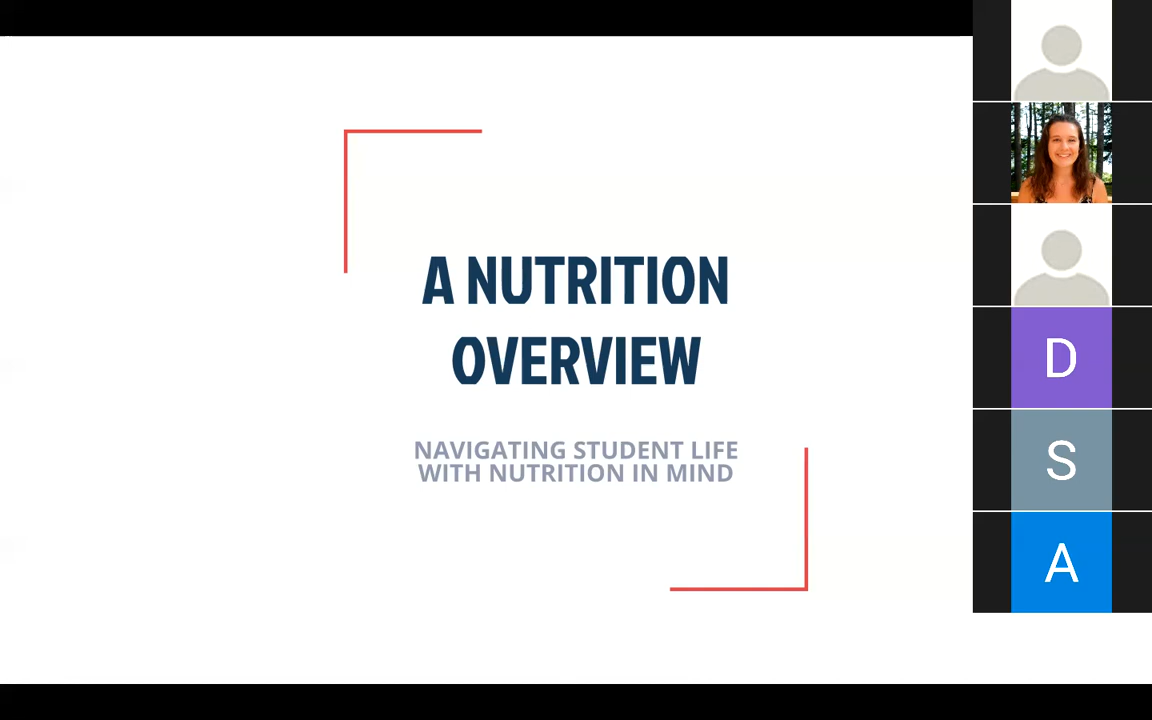 A NUTRITION
OVERVIEW
NAVIGATING STUDENT LIFE
WITH NUTRITION IN MIND
D
S
A